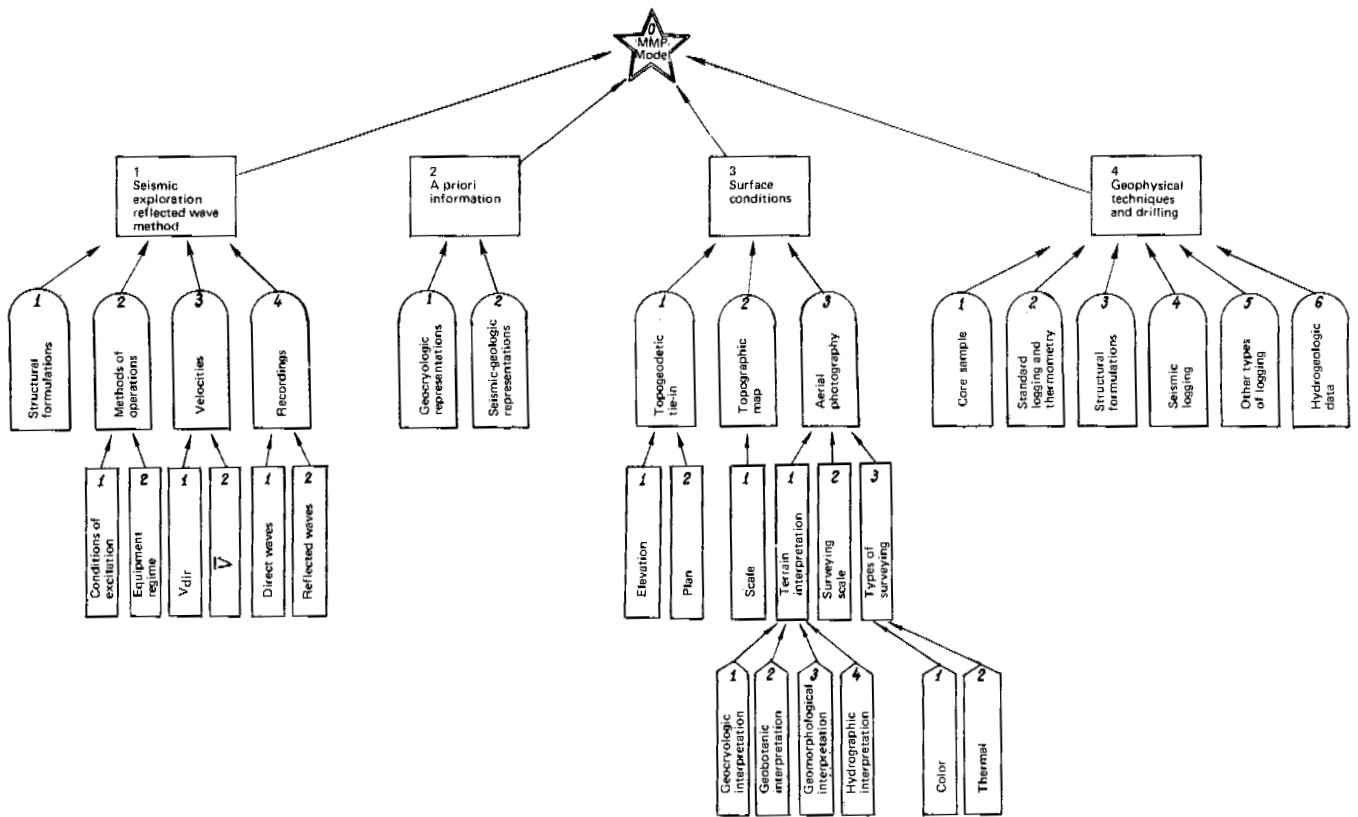 0
MMP
Model
1
Seismic
exploration
reflected wave
method
2
A priori
information
3
Surface
conditions
4
Geophysical
techniques
and drilling
1
Structural
formulations
2
Methods of
operations
3
Velocities
4
Recordings
1
Geocryologic
representations
2
Seismic-geologic
representations
1
Topogeodetic
tie-in
2
Topographic
map
3
Aerial
photography
1
Core sample
2
Standard
logging and
thermometry
3
Structural
formulations
4
Seismic
logging
5
Other types
of logging
6
Hydrogeologic
data
1
Conditions of
excitation
2
Equipment
regime
1
Vdir
2
V̅
1
Direct waves
2
Reflected waves
1
Elevation
2
Plan
1
Scale
1
Terrain
interpretation
2
Surveying
scale
3
Types of
surveying
1
Geocryologic
interpretation
2
Geobotanic
interpretation
3
Geomorphological
interpretation
4
Hydrographic
interpretation
1
Color
2
Thermal